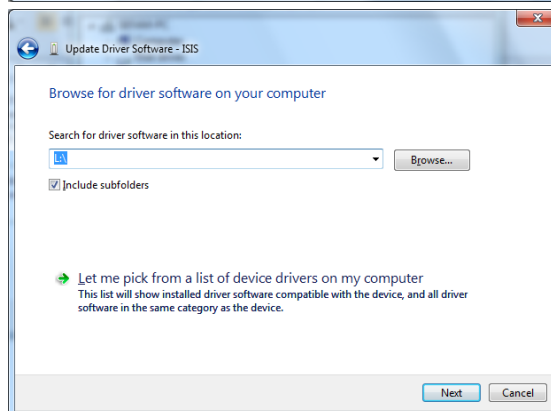 Update Driver Software - ISIS
Browse for driver software on your computer
Search for driver software in this location:
L:\
Browse...
Include subfolders
Let me pick from a list of device drivers on my computer
This list will show installed driver software compatible with the device, and all driver
software in the same category as the device.
Next
Cancel